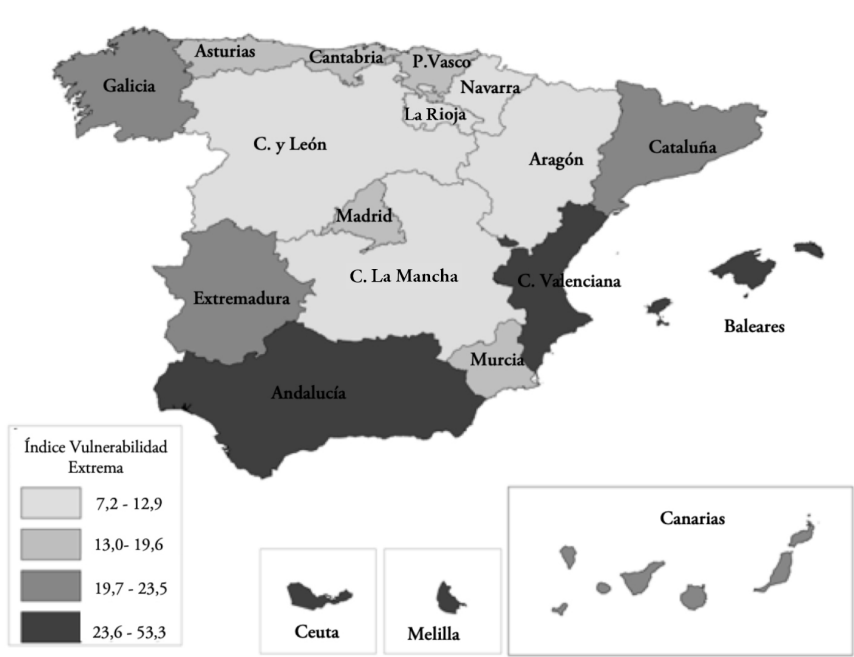 Asturias
Cantabria
P.Vasco
Galicia
Navarra
La Rioja
C. y León
Aragón
Cataluña
Madrid
C. La Mancha
C. Valenciana
Extremadura
Baleares
Murcia
Andalucía
Índice Vulnerabilidad
Extrema
7,2 - 12,9
13,0- 19,6
19,7 - 23,5
23,6 - 53,3
Ceuta
Melilla
Canarias